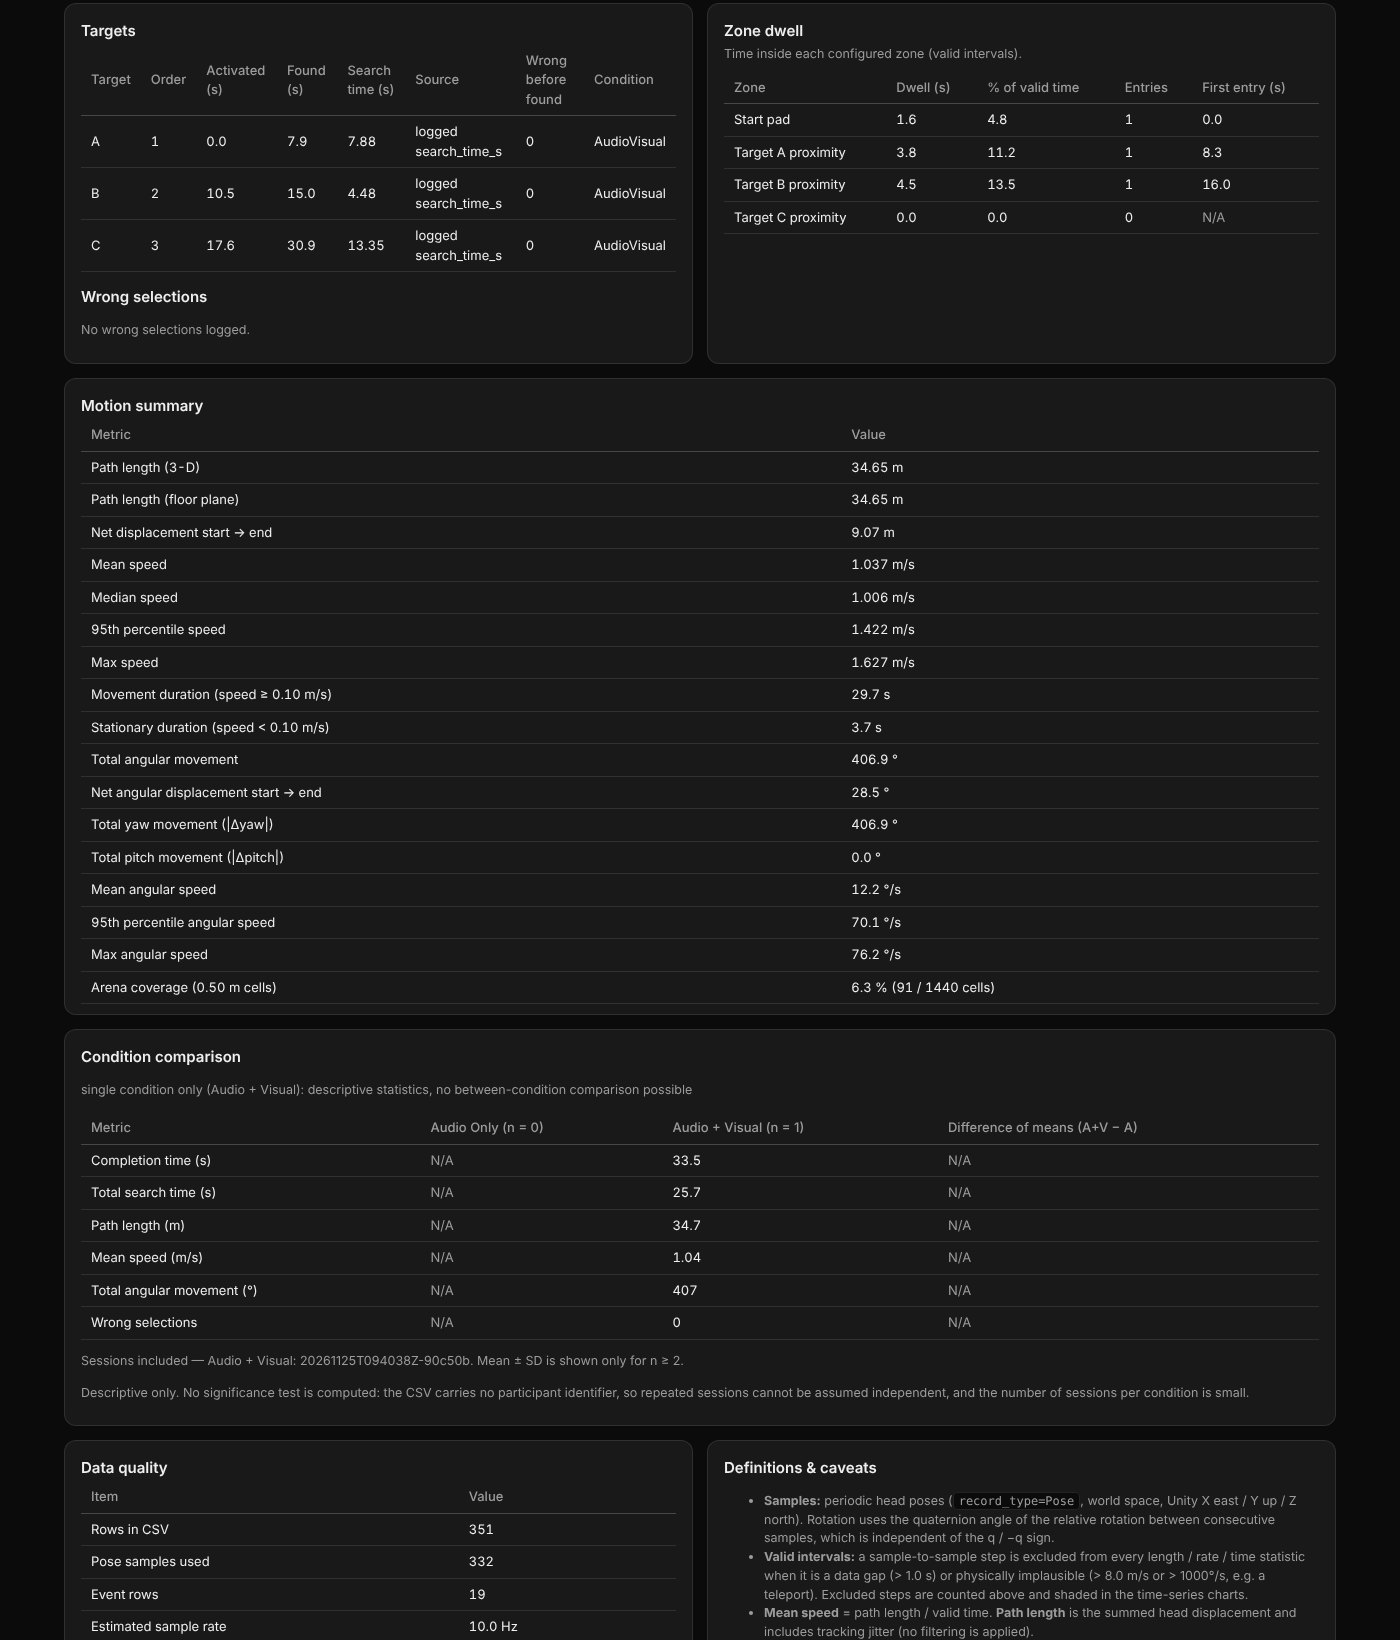 Targets
Target Order Activated (s) Found (s) Search time (s) Source Wrong before found Condition
A 1 0.0 7.9 7.88 logged search_time_s 0 AudioVisual
B 2 10.5 15.0 4.48 logged search_time_s 0 AudioVisual
C 3 17.6 30.9 13.35 logged search_time_s 0 AudioVisual
Wrong selections
No wrong selections logged.
Zone dwell
Time inside each configured zone (valid intervals).
Zone Dwell (s) % of valid time Entries First entry (s)
Start pad 1.6 4.8 1 0.0
Target A proximity 3.8 11.2 1 8.3
Target B proximity 4.5 13.5 1 16.0
Target C proximity 0.0 0.0 0 N/A
Motion summary
Metric Value
Path length (3-D) 34.65 m
Path length (floor plane) 34.65 m
Net displacement start → end 9.07 m
Mean speed 1.037 m/s
Median speed 1.006 m/s
95th percentile speed 1.422 m/s
Max speed 1.627 m/s
Movement duration (speed ≥ 0.10 m/s) 29.7 s
Stationary duration (speed < 0.10 m/s) 3.7 s
Total angular movement 406.9 °
Net angular displacement start → end 28.5 °
Total yaw movement (|Δyaw|) 406.9 °
Total pitch movement (|Δpitch|) 0.0 °
Mean angular speed 12.2 °/s
95th percentile angular speed 70.1 °/s
Max angular speed 76.2 °/s
Arena coverage (0.50 m cells) 6.3 % (91 / 1440 cells)
Condition comparison
single condition only (Audio + Visual): descriptive statistics, no between-condition comparison possible
Metric Audio Only (n = 0) Audio + Visual (n = 1) Difference of means (A+V − A)
Completion time (s) N/A 33.5 N/A
Total search time (s) N/A 25.7 N/A
Path length (m) N/A 34.7 N/A
Mean speed (m/s) N/A 1.04 N/A
Total angular movement (°) N/A 407 N/A
Wrong selections N/A 0 N/A
Sessions included — Audio + Visual: 20261125T094038Z-90c50b. Mean ± SD is shown only for n ≥ 2.
Descriptive only. No significance test is computed: the CSV carries no participant identifier, so repeated sessions cannot be assumed independent, and the number of sessions per condition is small.
Data quality
Item Value
Rows in CSV 351
Pose samples used 332
Event rows 19
Estimated sample rate 10.0 Hz
Definitions & caveats
• Samples: periodic head poses ( record_type=Pose , world space, Unity X east / Y up / Z
north). Rotation uses the quaternion angle of the relative rotation between consecutive
samples, which is independent of the q / −q sign.
• Valid intervals: a sample-to-sample step is excluded from every length / rate / time statistic
when it is a data gap (> 1.0 s) or physically implausible (> 8.0 m/s or > 1000°/s, e.g. a
teleport). Excluded steps are counted above and shaded in the time-series charts.
• Mean speed = path length / valid time. Path length is the summed head displacement and
includes tracking jitter (no filtering is applied).